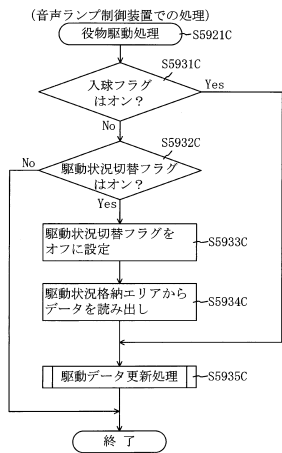 (音声ランプ制御装置での処理)
役物駆動処理
S5921C
S5931C
入球フラグ
はオン?
Yes
No
S5932C
No
駆動状況切替フラグ
はオン?
Yes
駆動状況切替フラグを
オフに設定
S5933C
駆動状況格納エリアから
データを読み出し
S5934C
駆動データ更新処理
S5935C
終了